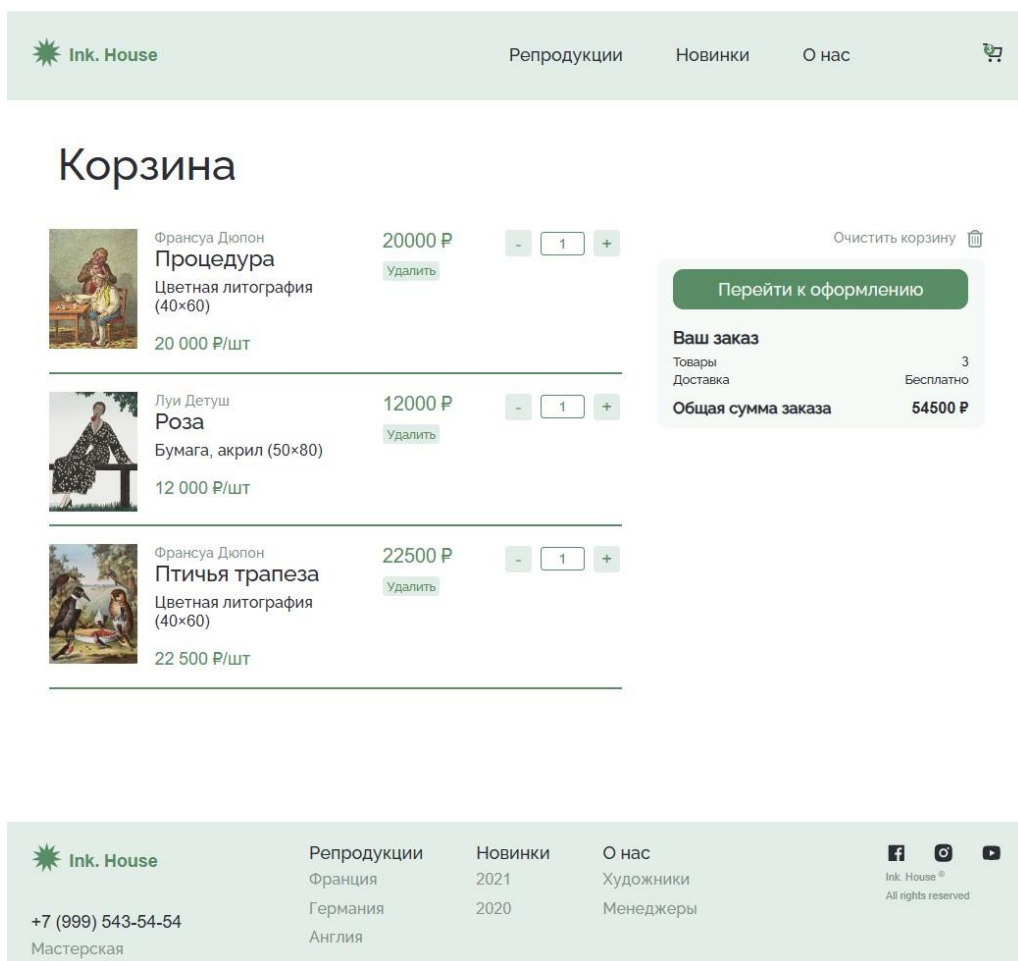 Ink. House
Репродукции
Новинки
О нас
3
Корзина
Франсуа Дюпон
Процедура
Цветная литография
(40×60)
20 000 ₽/шт
20000 ₽
Удалить
- 1 +
Луи Детуш
Роза
Бумага, акрил (50×80)
12 000 ₽/шт
12000 ₽
Удалить
- 1 +
Франсуа Дюпон
Птичья трапеза
Цветная литография
(40×60)
22 500 ₽/шт
22500 ₽
Удалить
- 1 +
Очистить корзину
Перейти к оформлению
Ваш заказ
Товары 3
Доставка Бесплатно
Общая сумма заказа 54500 ₽
Ink. House
+7 (999) 543-54-54
Мастерская
Репродукции
Франция
Германия
Англия
Новинки
2021
2020
О нас
Художники
Менеджеры
Ink. House ®
All rights reserved